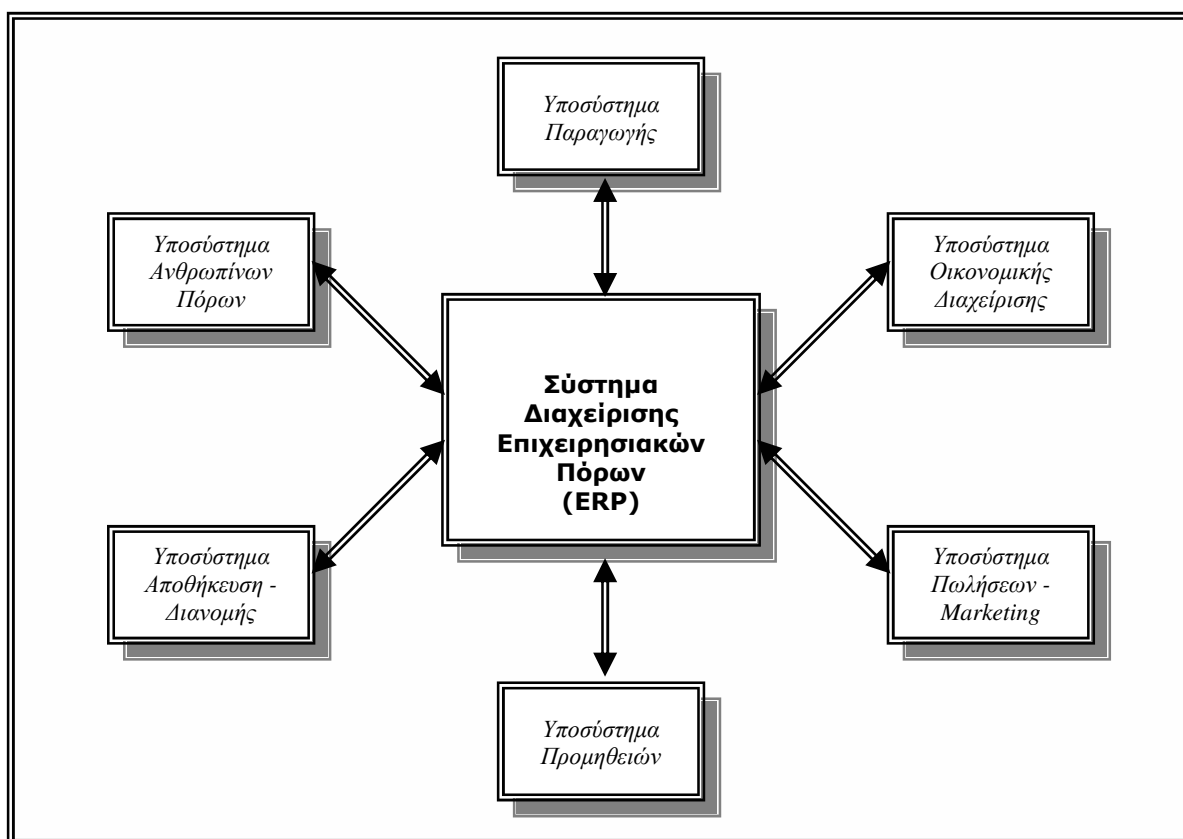 Υποσύστημα
Παραγωγής
Υποσύστημα
Ανθρωπίνων
Πόρων
Υποσύστημα
Οικονομικής
Διαχείρισης
Σύστημα
Διαχείρισης
Επιχειρησιακών
Πόρων
(ERP)
Υποσύστημα
Αποθήκευση -
Διανομής
Υποσύστημα
Πωλήσεων -
Marketing
Υποσύστημα
Προμηθειών